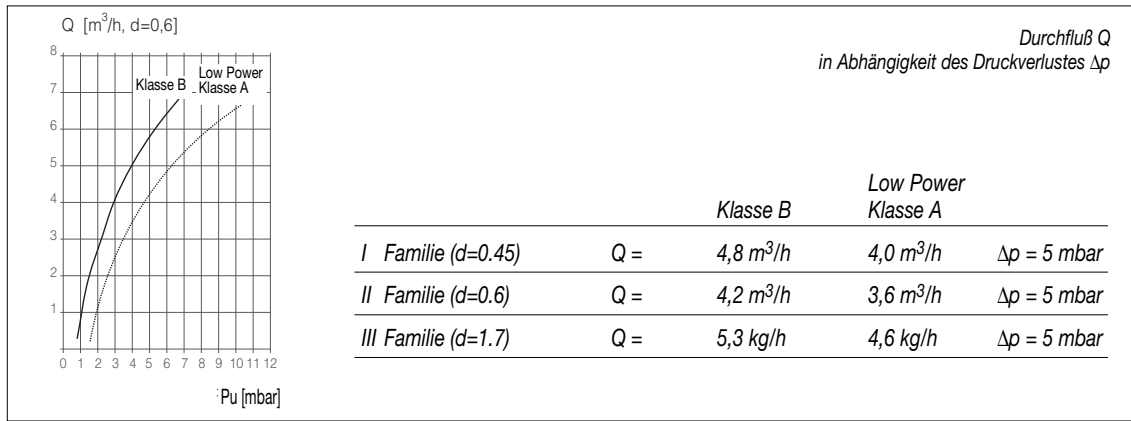 Q [m³/h, d=0,6]
8
7
6
5
4
3
2
1
Klasse B
Low Power
Klasse A
0 1 2 3 4 5 6 7 8 9 10 11 12
Pu [mbar]
Durchfluß Q
in Abhängigkeit des Druckverlustes Δp
Low Power
Klasse B Klasse A
I Familie (d=0.45) Q = 4,8 m³/h 4,0 m³/h Δp = 5 mbar
II Familie (d=0.6) Q = 4,2 m³/h 3,6 m³/h Δp = 5 mbar
III Familie (d=1.7) Q = 5,3 kg/h 4,6 kg/h Δp = 5 mbar